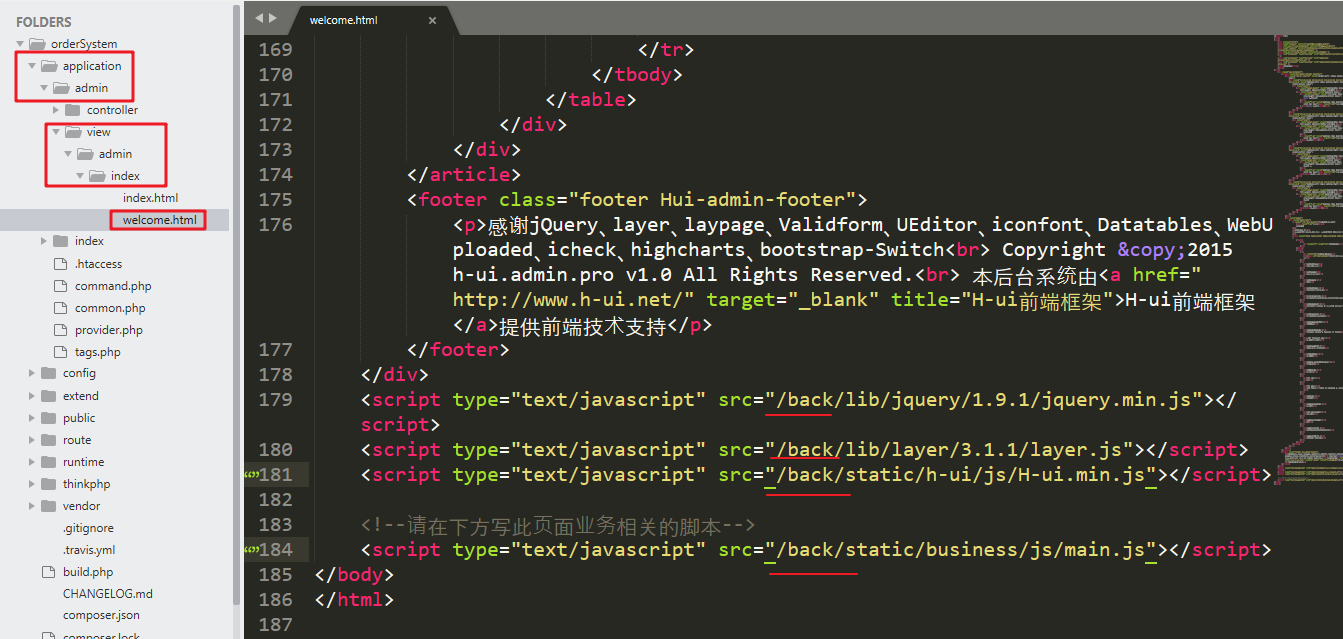 FOLDERS
orderSystem
application
admin
controller
view
admin
index
index.html
welcome.html
index
.htaccess
command.php
common.php
provider.php
tags.php
config
extend
public
route
runtime
thinkphp
vendor
.gitignore
.travis.yml
build.php
CHANGELOG.md
composer.json
composer.lock
welcome.html ×
169 </tr>
170 </tbody>
171 </table>
172 </div>
173 </div>
174 </article>
175 <footer class="footer Hui-admin-footer">
176 <p>感谢jQuery、layer、laypage、Validform、UEditor、iconfont、Datatables、WebU
ploaded、icheck、highcharts、bootstrap-Switch<br> Copyright &copy;2015
h-ui.admin.pro v1.0 All Rights Reserved.<br> 本后台系统由<a href="
http://www.h-ui.net/" target="_blank" title="H-ui前端框架">H-ui前端框架
</a>提供前端技术支持</p>
177 </footer>
178 </div>
179 <script type="text/javascript" src="/back/lib/jquery/1.9.1/jquery.min.js"></
script>
180 <script type="text/javascript" src="/back/lib/layer/3.1.1/layer.js"></script>
181 <script type="text/javascript" src="/back/static/h-ui/js/H-ui.min.js"></script>
182
183 <!--请在下方写此页面业务相关的脚本-->
184 <script type="text/javascript" src="/back/static/business/js/main.js"></script>
185 </body>
186 </html>
187